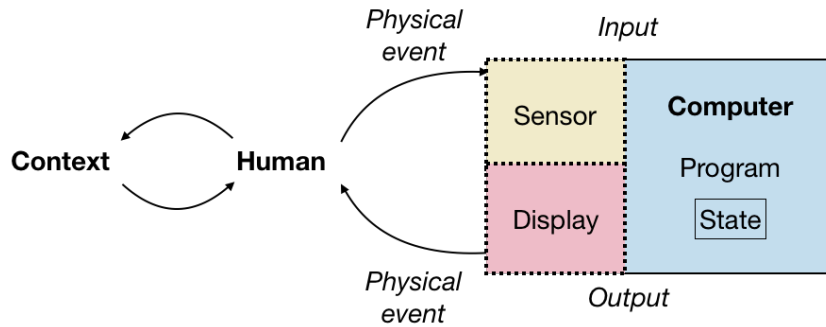 Physical
event
Input
Sensor
Computer
Context
Human
Program
Display
State
Physical
event
Output